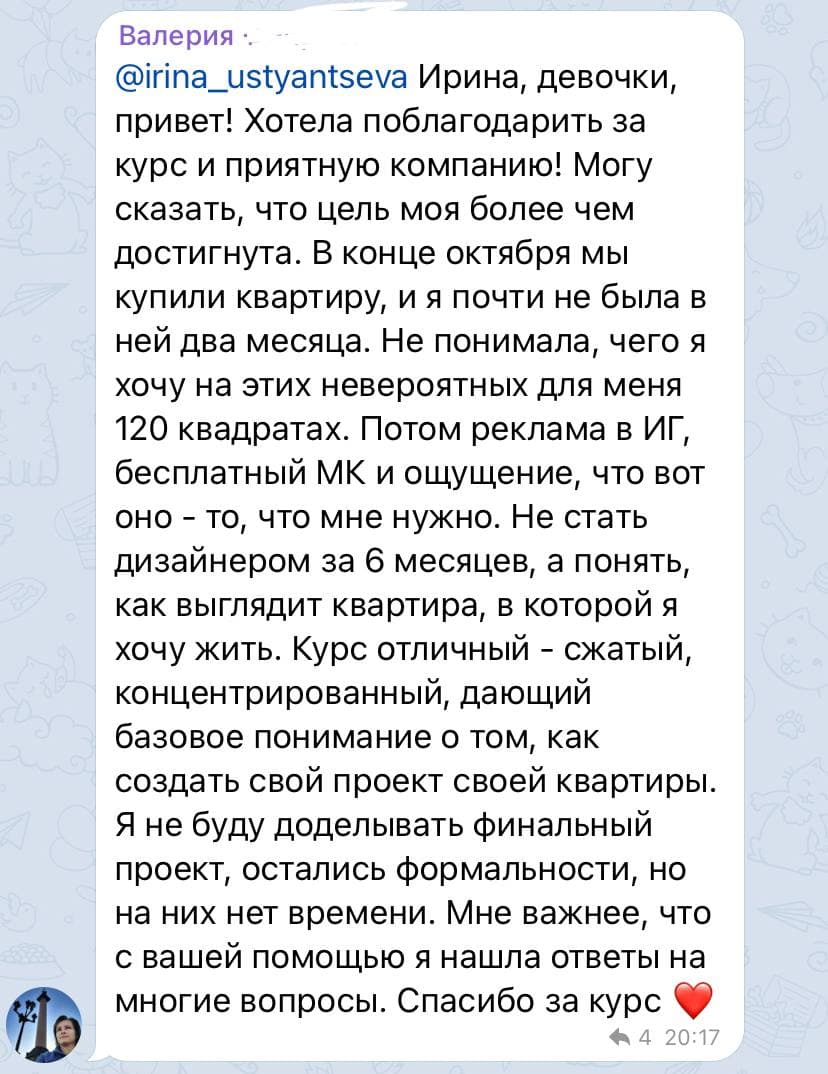 Валерия
@irina_ustyantseva Ирина, девочки,
привет! Хотела поблагодарить за
курс и приятную компанию! Могу
сказать, что цель моя более чем
достигнута. В конце октября мы
купили квартиру, и я почти не была в
ней два месяца. Не понимала, чего я
хочу на этих невероятных для меня
120 квадратах. Потом реклама в ИГ,
бесплатный МК и ощущение, что вот
оно - то, что мне нужно. Не стать
дизайнером за 6 месяцев, а понять,
как выглядит квартира, в которой я
хочу жить. Курс отличный - сжатый,
концентрированный, дающий
базовое понимание о том, как
создать свой проект своей квартиры.
Я не буду доделывать финальный
проект, остались формальности, но
на них нет времени. Мне важнее, что
с вашей помощью я нашла ответы на
многие вопросы. Спасибо за курс ❤️
4 20:17